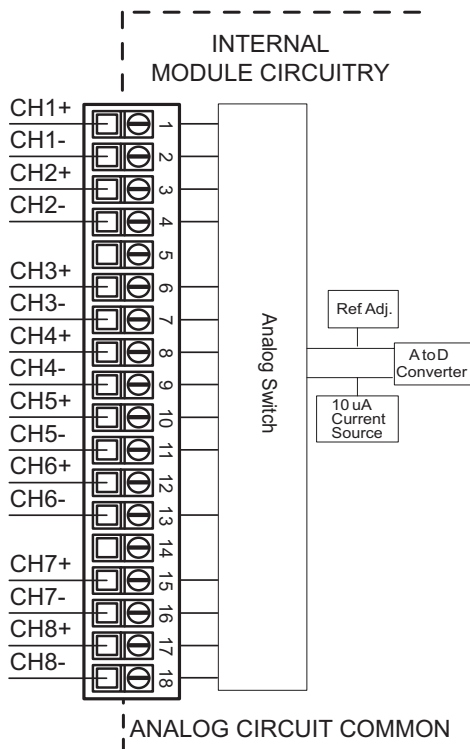 INTERNAL
MODULE CIRCUITRY
CH1+
CH1-
CH2+
CH2-
CH3+
CH3-
CH4+
CH4-
CH5+
CH5-
CH6+
CH6-
CH7+
CH7-
CH8+
CH8-
1
2
3
4
5
6
7
8
9
10
11
12
13
14
15
16
17
18
Analog Switch
Ref Adj.
A to D
Converter
10 uA
Current
Source
ANALOG CIRCUIT COMMON